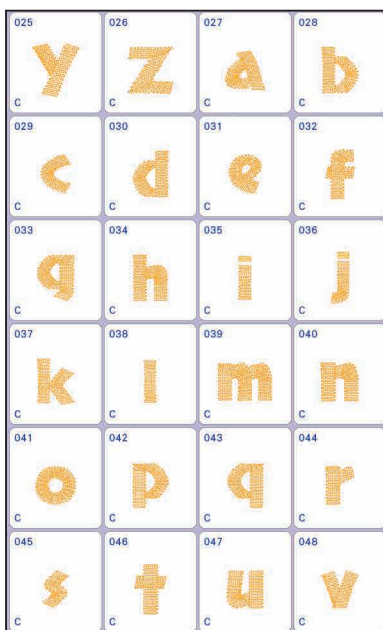 025 026 027 028
y z a b
C C C C
029 030 031 032
c d e f
C C C C
033 034 035 036
g h i j
C C C C
037 038 039 040
k l m n
C C C C
041 042 043 044
o p q r
C C C C
045 046 047 048
s t u v
C C C C